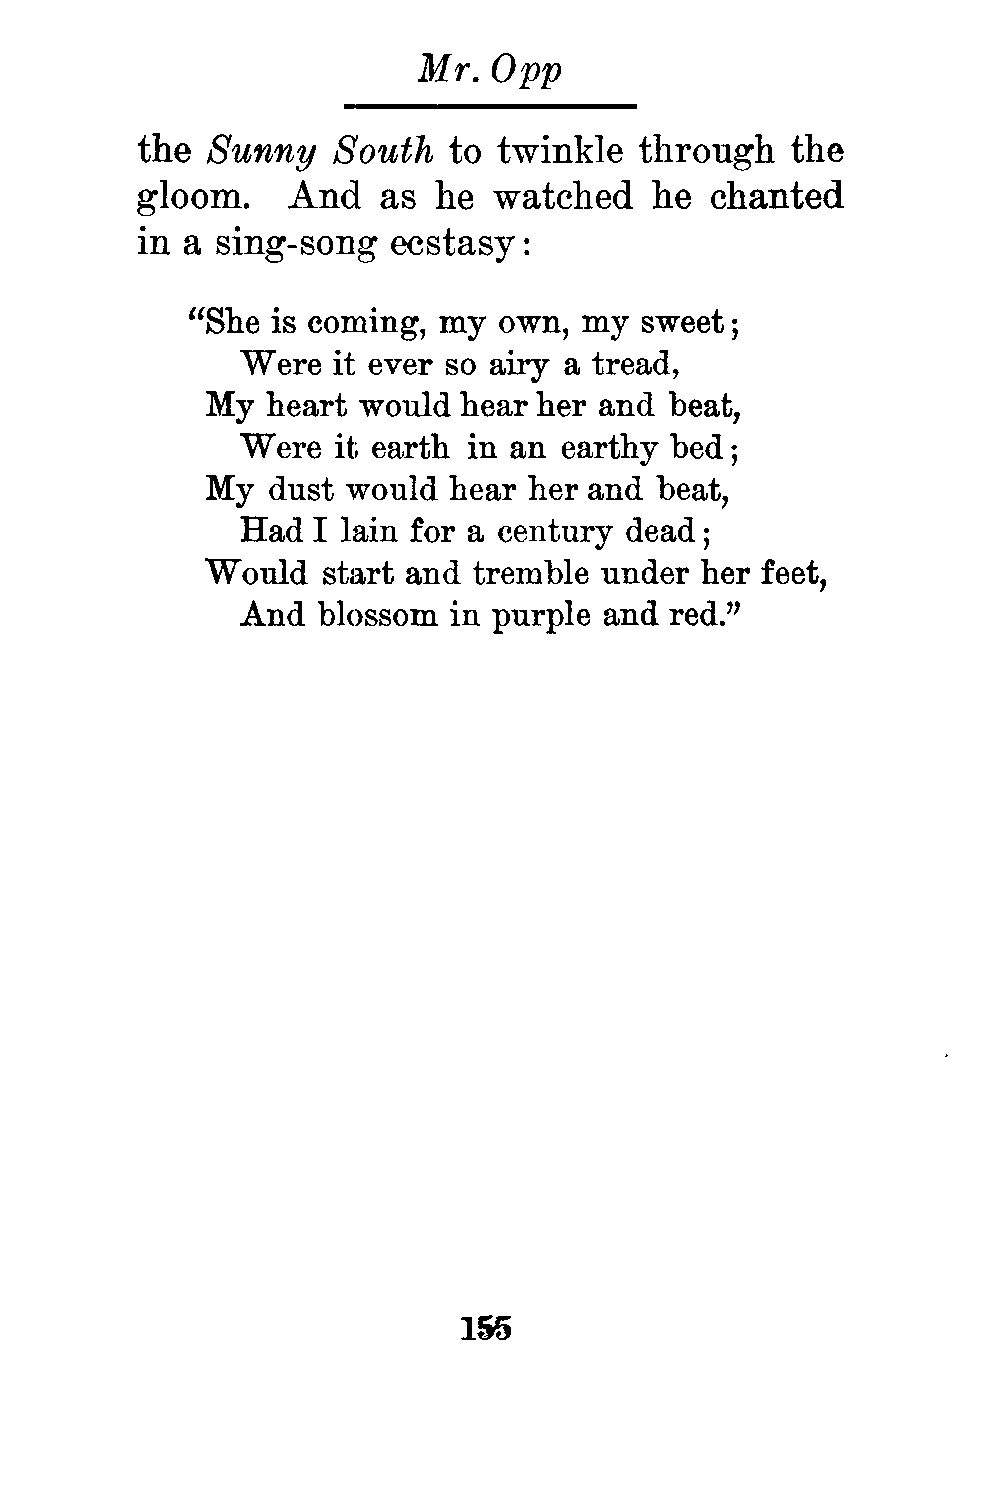 Mr. Opp
the Sunny South to twinkle through the
gloom. And as he watched he chanted
in a sing-song ecstasy:
“She is coming, my own, my sweet;
Were it ever so airy a tread,
My heart would hear her and beat,
Were it earth in an earthy bed;
My dust would hear her and beat,
Had I lain for a century dead;
Would start and tremble under her feet,
And blossom in purple and red.”
155